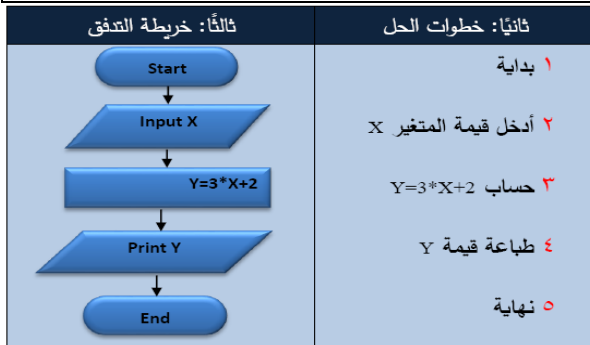 ثانيًا: خطوات الحل
١ بداية
٢ أدخل قيمة المتغير X
٣ حساب Y=3*X+2
٤ طباعة قيمة Y
٥ نهاية
ثالثًا: خريطة التدفق
Start
Input X
Y=3*X+2
Print Y
End